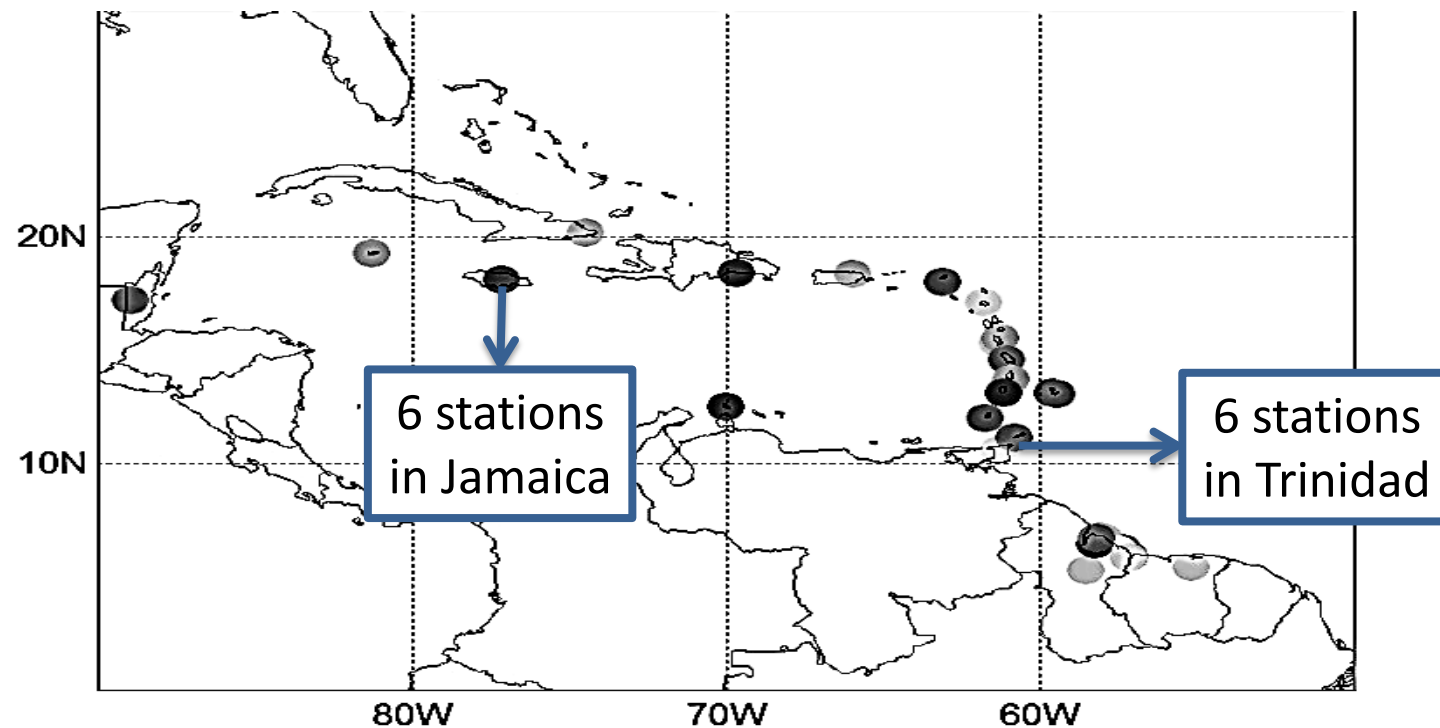 20N
6 stations
in Jamaica
6 stations
in Trinidad
10N
80W
70W
60W